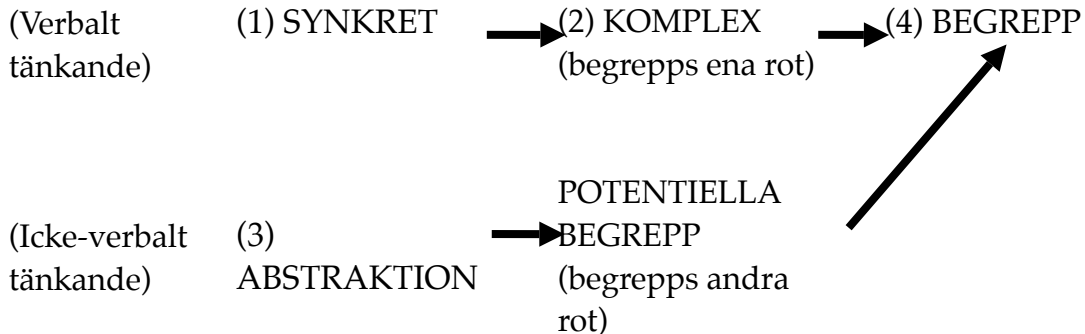 (Verbalt (1) SYNKRET (2) KOMPLEX (4) BEGREPP
tänkande) (begrepps ena rot)
POTENTIELLA
(Icke-verbalt (3) BEGREPP
tänkande) ABSTRAKTION (begrepps andra
rot)